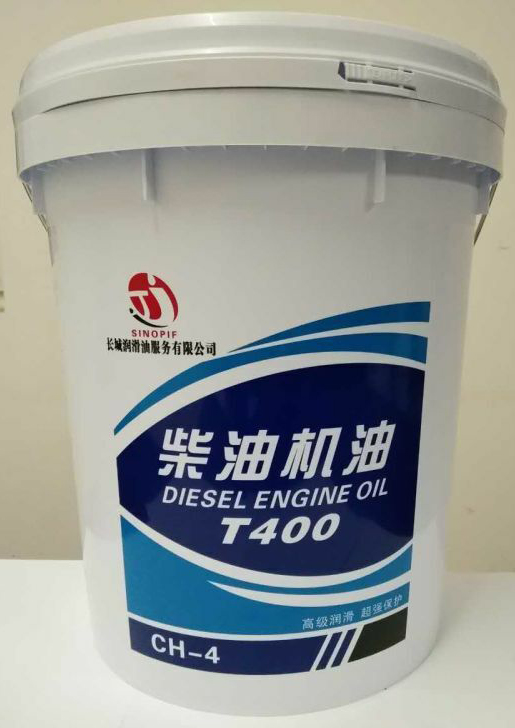 SINOPIF
长城润滑油服务有限公司
柴油机油
DIESEL ENGINE OIL
T400
高级润滑 超强保护
CH-4